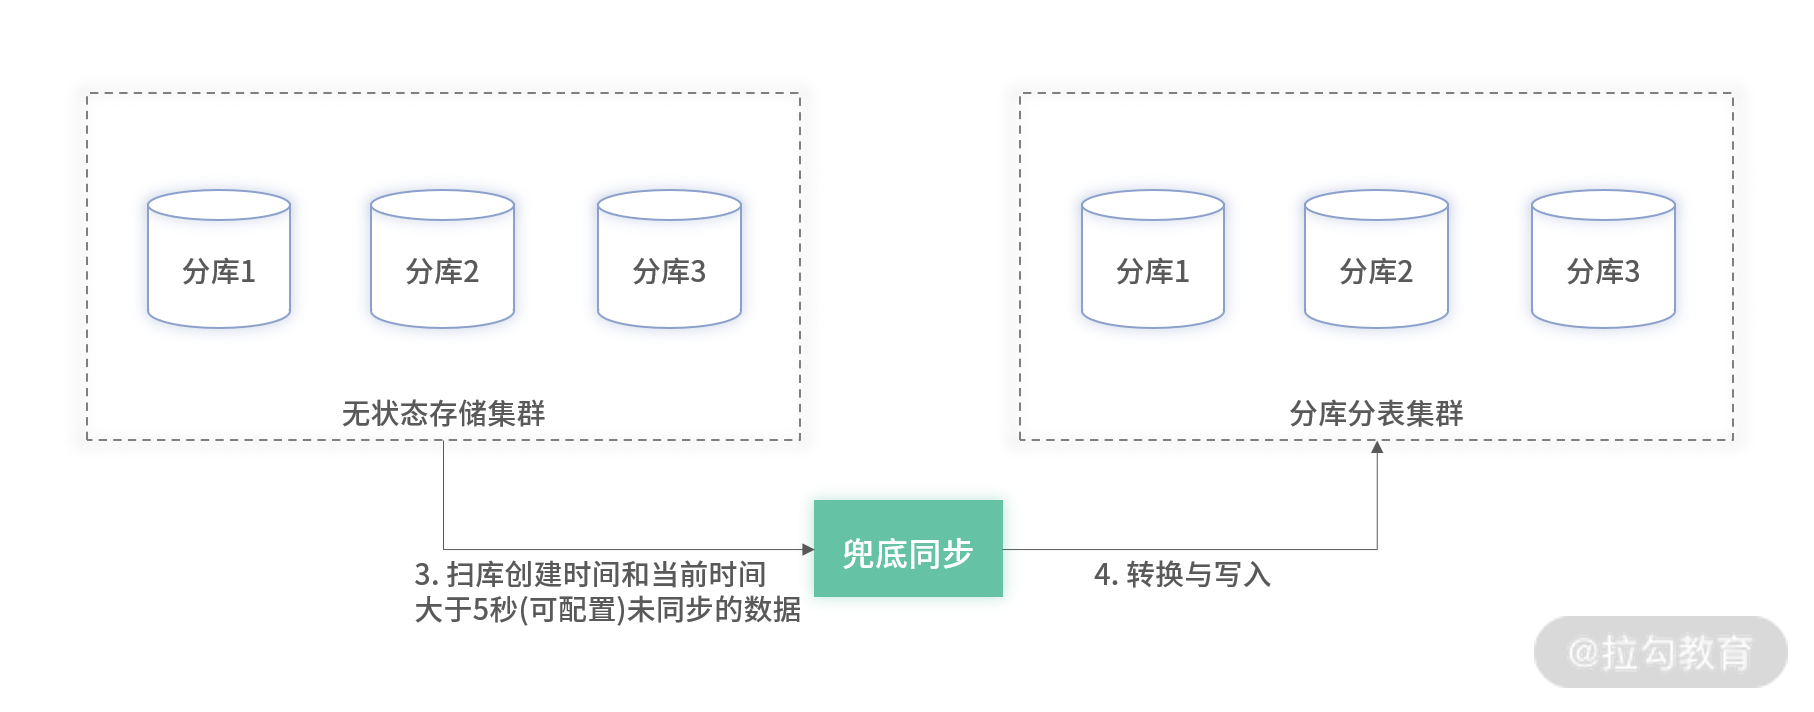 分库1
分库2
分库3
无状态存储集群
分库1
分库2
分库3
分库分表集群
兜底同步
3. 扫库创建时间和当前时间
大于5秒(可配置)未同步的数据
4. 转换与写入
@拉勾教育